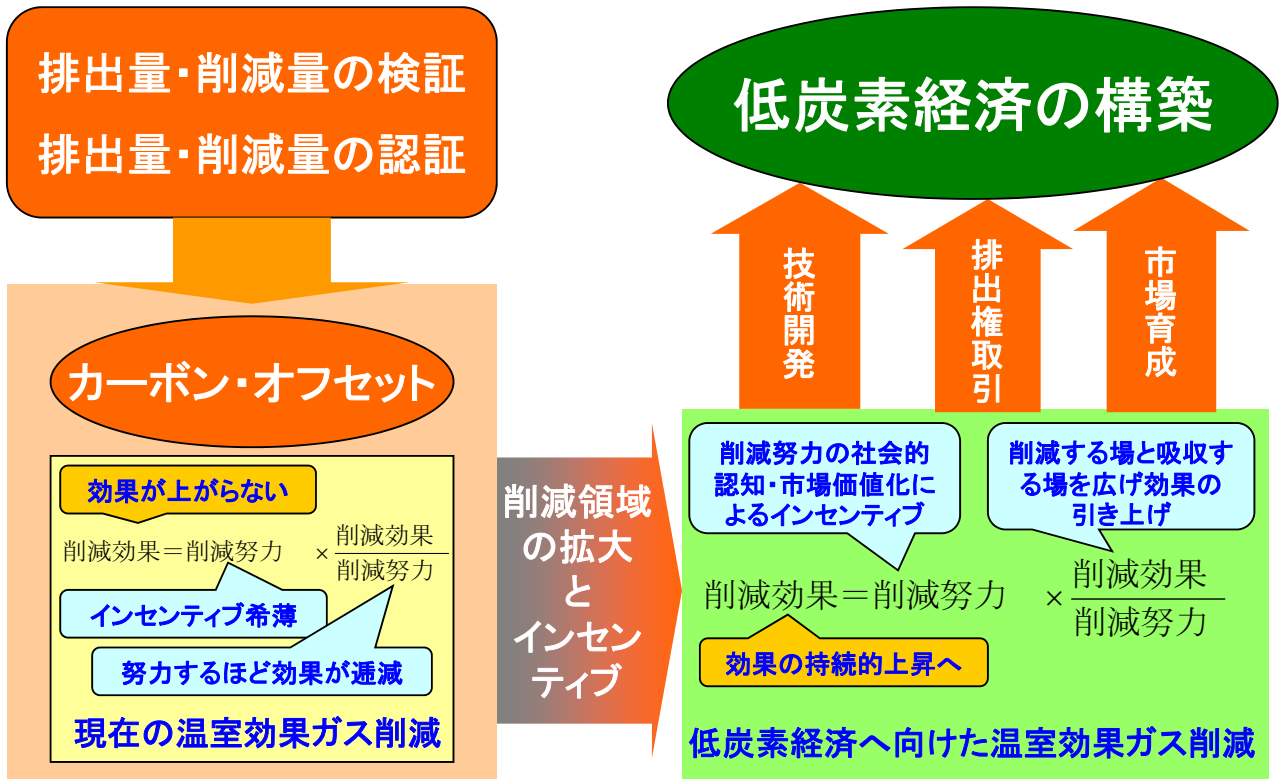 排出量・削減量の検証
排出量・削減量の認証
カーボン・オフセット
効果が上がらない
削減効果＝削減努力 × 削減効果
削減努力
インセンティブ希薄
努力するほど効果が逓減
現在の温室効果ガス削減
削減領域
の拡大
と
インセン
ティブ
低炭素経済の構築
技術開発
排出権取引
市場育成
削減努力の社会的
認知・市場価値化に
よるインセンティブ
削減する場と吸収す
る場を広げ効果の
引き上げ
削減効果＝削減努力 × 削減効果
削減努力
効果の持続的上昇へ
低炭素経済へ向けた温室効果ガス削減